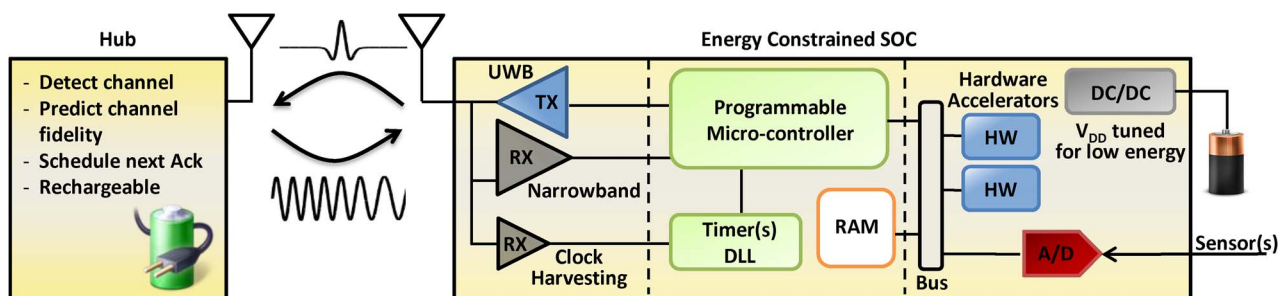 Hub
- Detect channel
- Predict channel
fidelity
- Schedule next Ack
- Rechargeable
Energy Constrained SOC
UWB
TX
RX
Narrowband
RX
Clock
Harvesting
Programmable
Micro-controller
Timer(s)
DLL
RAM
Bus
Hardware
Accelerators
HW
HW
DC/DC
VDD tuned
for low energy
A/D
Sensor(s)